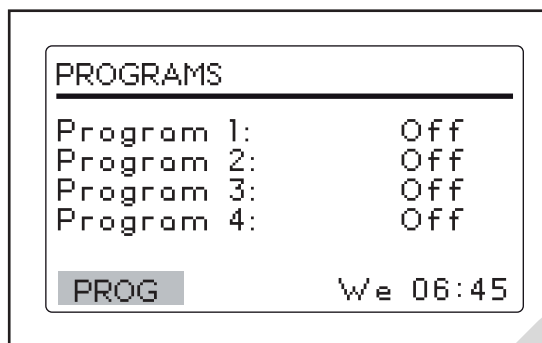 PROGRAMS
Program 1: Off
Program 2: Off
Program 3: Off
Program 4: Off
PROG We 06:45